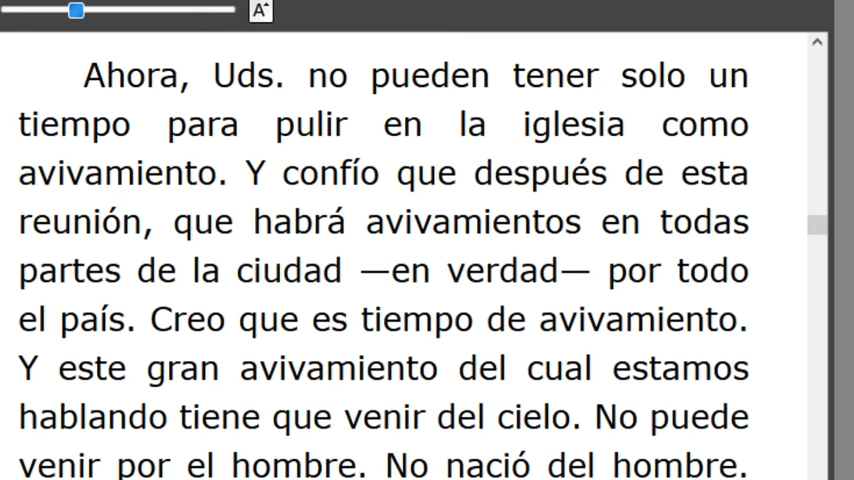 A
Ahora, Uds. no pueden tener solo un
tiempo para pulir en la iglesia como
avivamiento. Y confío que después de esta
reunión, que habrá avivamientos en todas
partes de la ciudad —en verdad— por todo
el país. Creo que es tiempo de avivamiento.
Y este gran avivamiento del cual estamos
hablando tiene que venir del cielo. No puede
venir por el hombre. No nació del hombre.